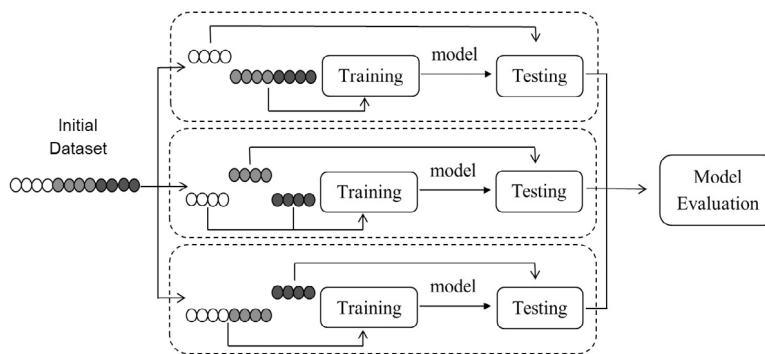 model
Training
Testing
Initial
Dataset
model
Training
Testing
Model
Evaluation
model
Training
Testing